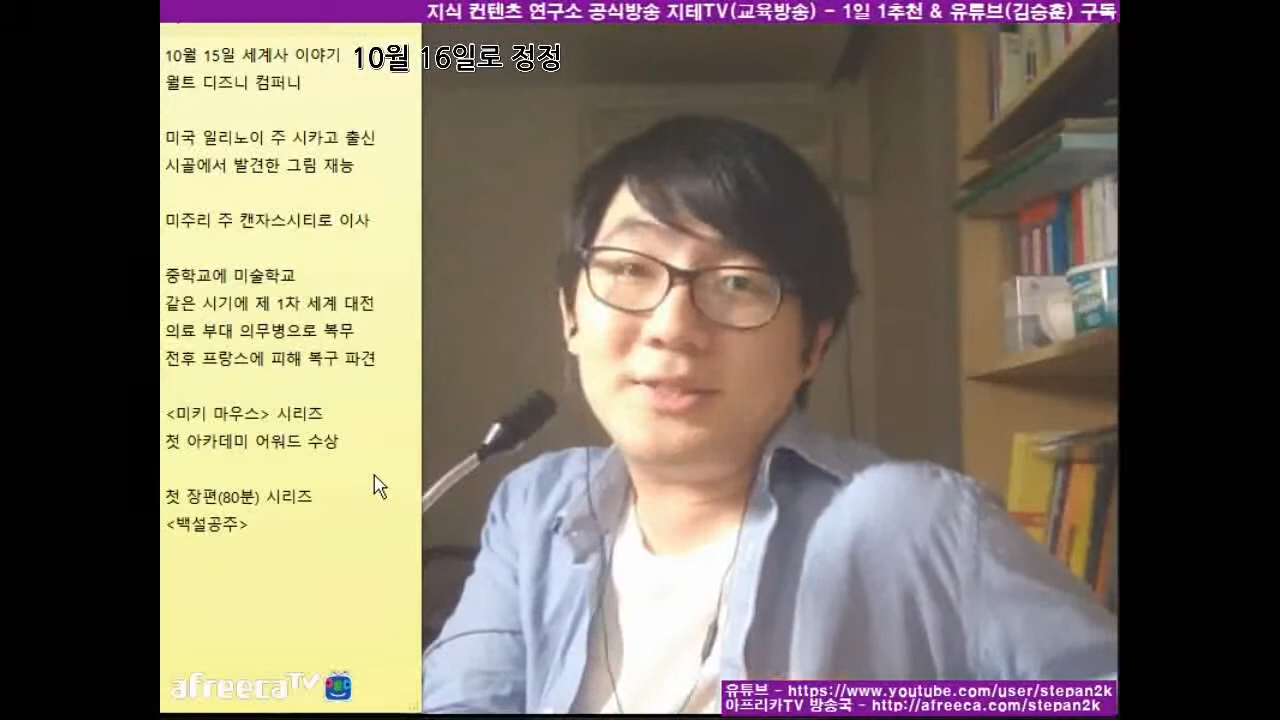 지식 컨텐츠 연구소 공식방송 지테TV(교육방송) - 1일 1추천 & 유튜브(김승훈) 구독
10월 15일 세계사 이야기
10월 16일로 정정
월트 디즈니 컴퍼니
미국 일리노이 주 시카고 출신
시골에서 발견한 그림 재능
미주리 주 캔자스시티로 이사
중학교에 미술학교
같은 시기에 제 1차 세계 대전
의료 부대 의무병으로 복무
전후 프랑스에 피해 복구 파견
<미키 마우스> 시리즈
첫 아카데미 어워드 수상
첫 장편(80분) 시리즈
<백설공주>
afreecaTV
유튜브 - https://www.youtube.com/user/stepan2k
아프리카TV 방송국 - http://afreeca.com/stepan2k